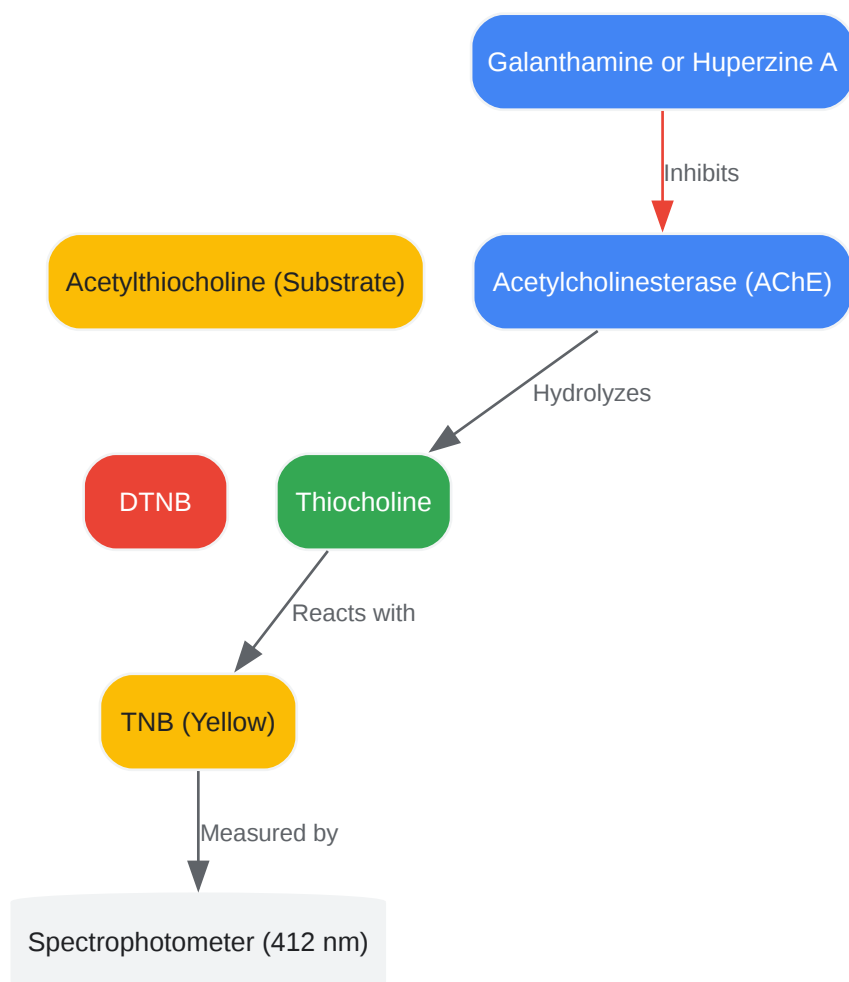 Galanthamine or Huperzine A
Inhibits
Acetylthiocholine (Substrate)
Acetylcholinesterase (AChE)
Hydrolyzes
DTNB
Thiocholine
Reacts with
TNB (Yellow)
Measured by
Spectrophotometer (412 nm)